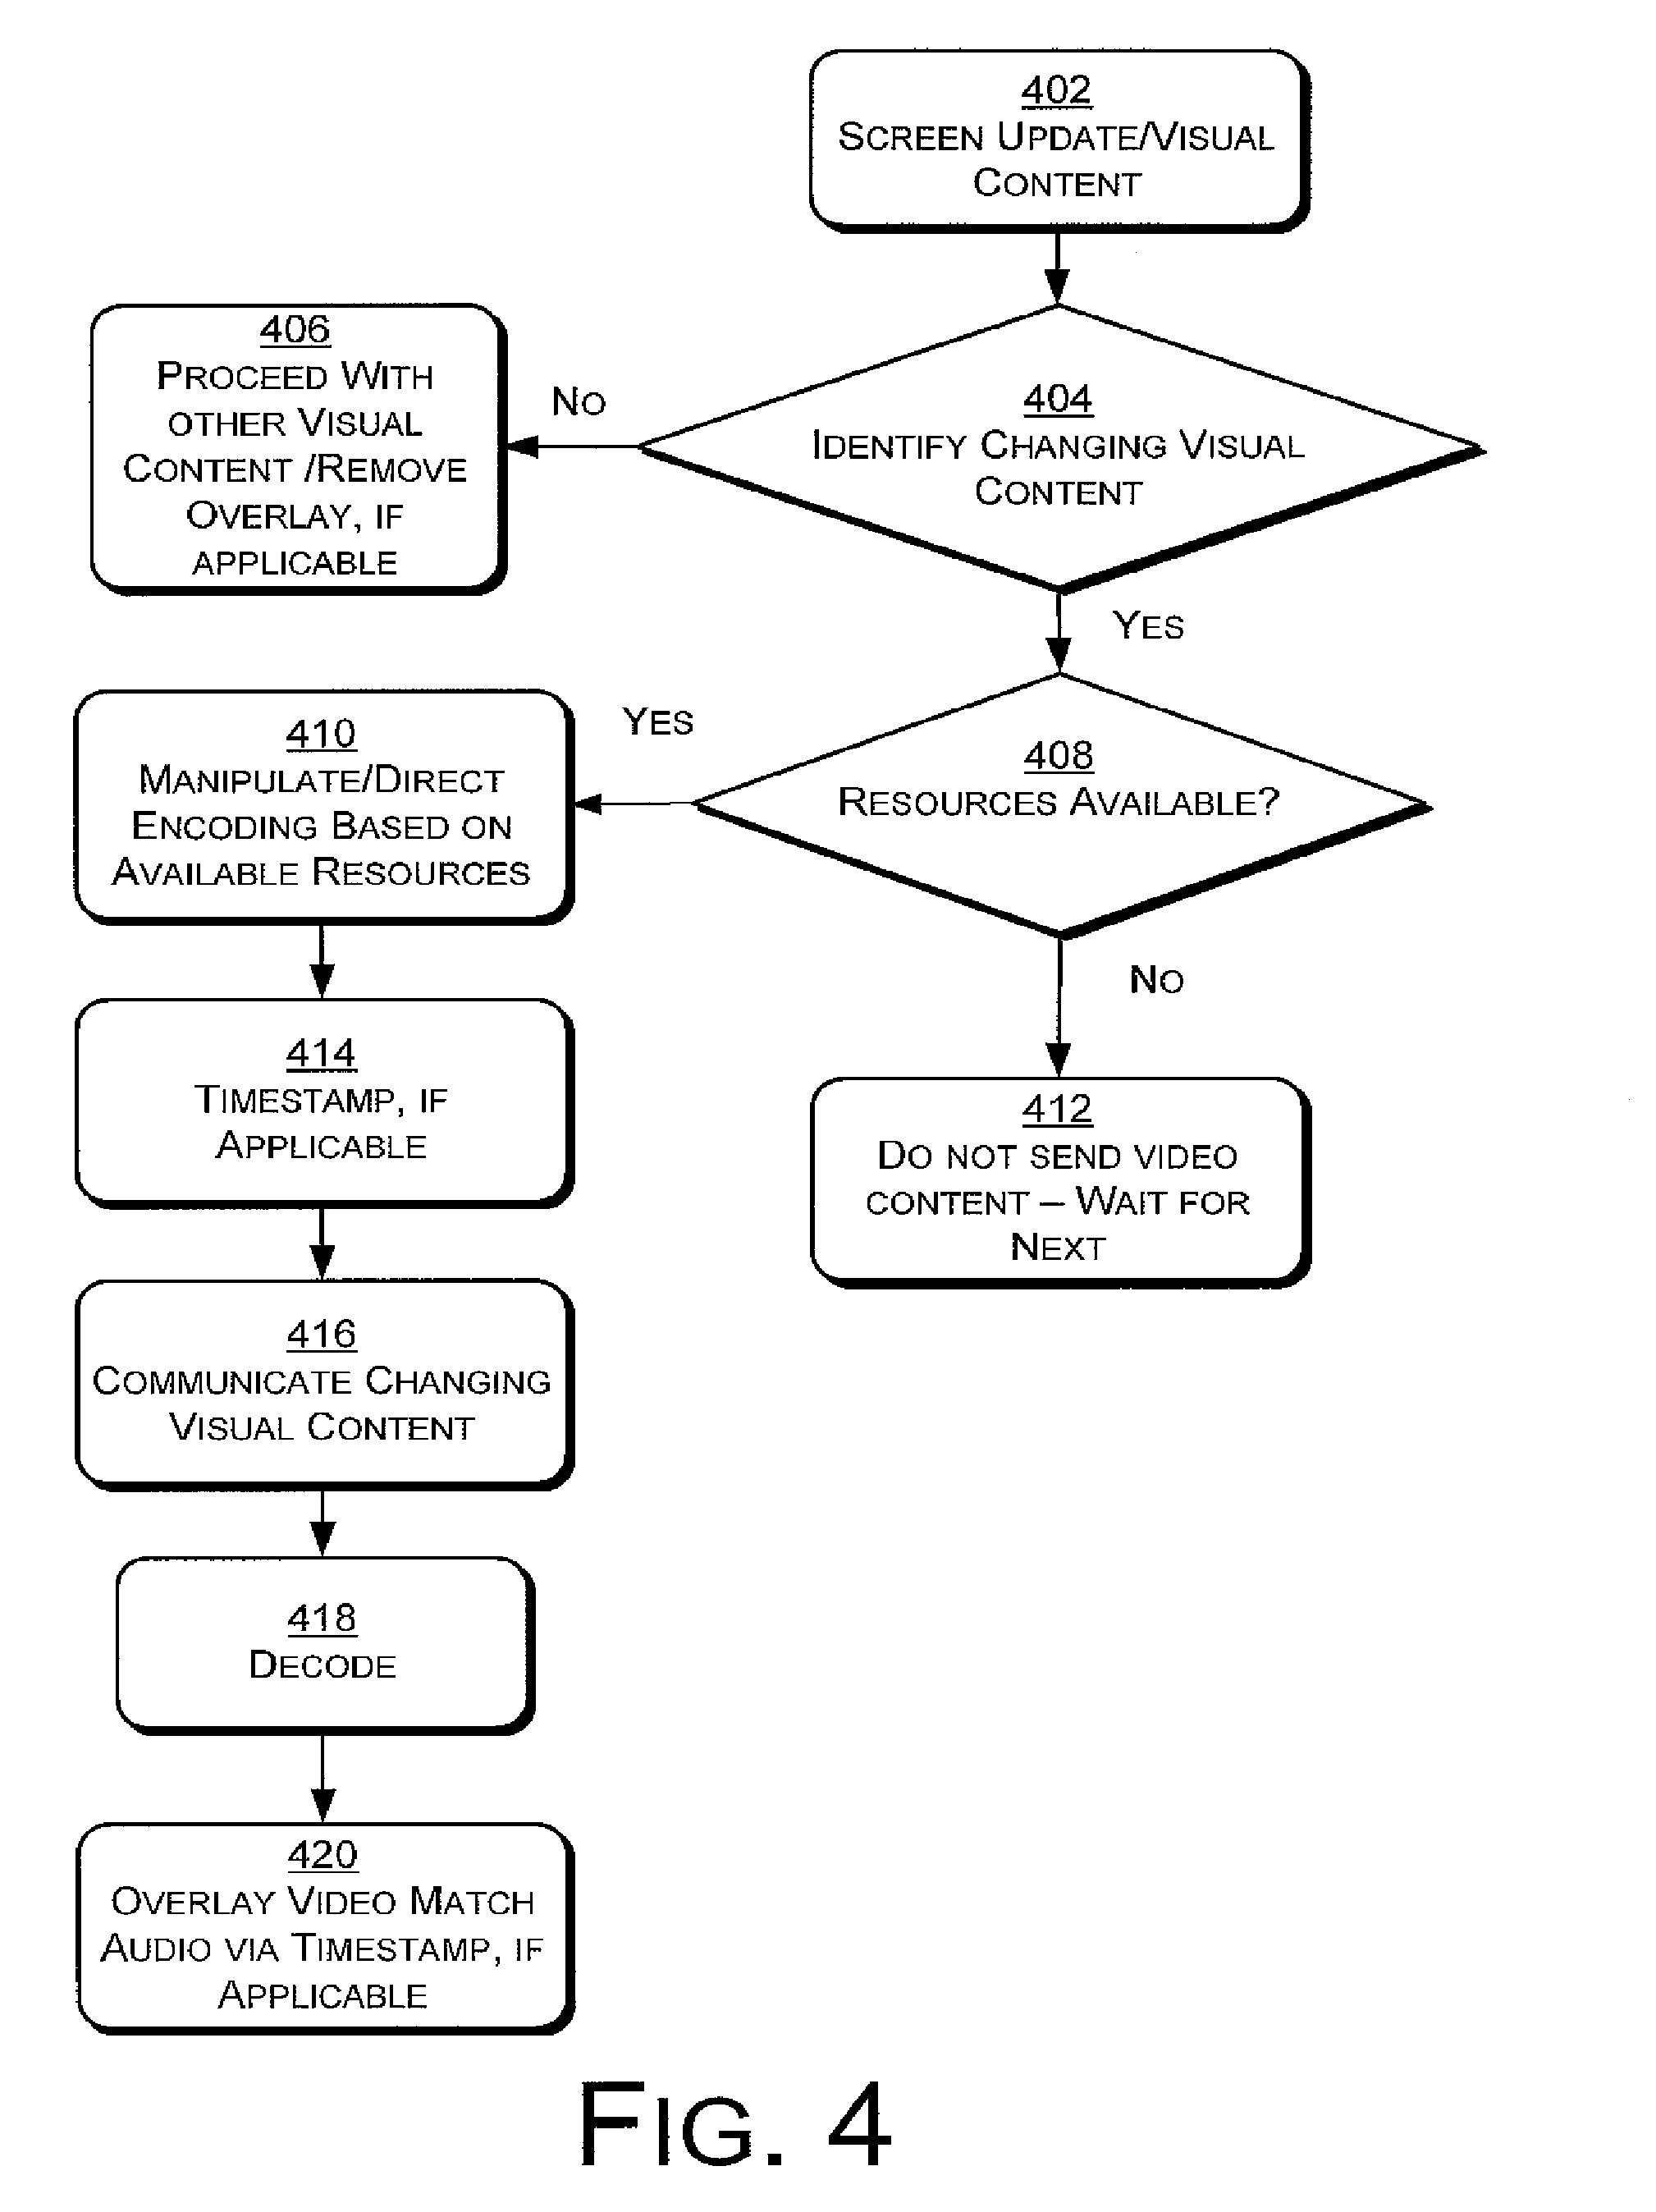 402
SCREEN UPDATE/VISUAL
CONTENT
406
PROCEED WITH
OTHER VISUAL
CONTENT /REMOVE
OVERLAY, IF
APPLICABLE
NO
404
IDENTIFY CHANGING VISUAL
CONTENT
YES
410
MANIPULATE/DIRECT
ENCODING BASED ON
AVAILABLE RESOURCES
YES
408
RESOURCES AVAILABLE?
NO
414
TIMESTAMP, IF
APPLICABLE
412
DO NOT SEND VIDEO
CONTENT – WAIT FOR
NEXT
416
COMMUNICATE CHANGING
VISUAL CONTENT
418
DECODE
420
OVERLAY VIDEO MATCH
AUDIO VIA TIMESTAMP, IF
APPLICABLE
FIG. 4